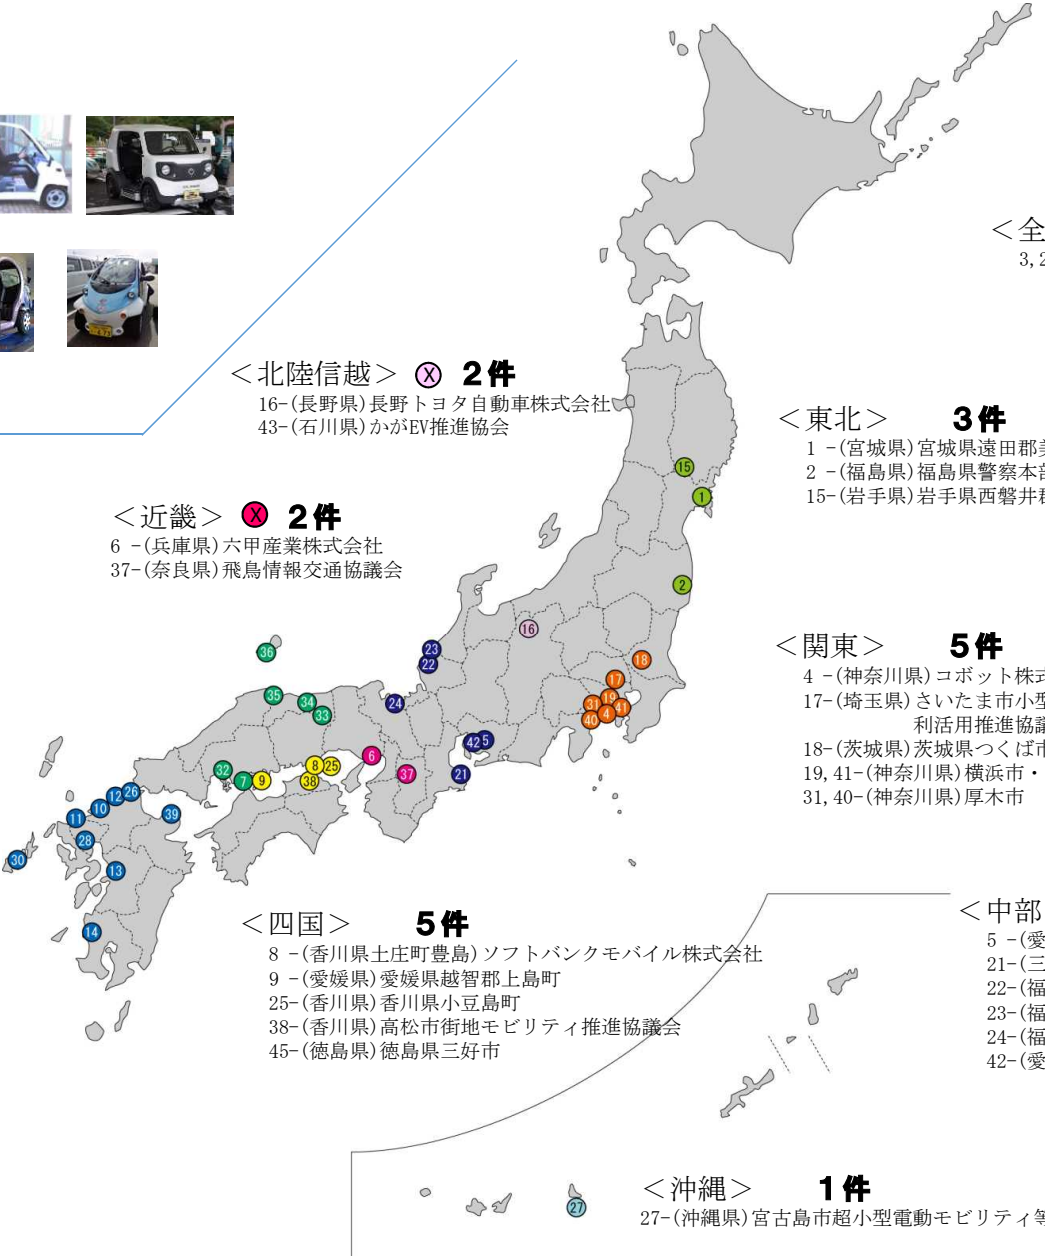 ＜全
3, 2
＜北陸信越＞ X 2件
16-(長野県)長野トヨタ自動車株式会社
43-(石川県)かがEV推進協会
＜東北＞ 3件
1 -(宮城県)宮城県遠田郡美
2 -(福島県)福島県警察本部
15-(岩手県)岩手県西磐井郡
＜近畿＞ X 2件
6 -(兵庫県)六甲産業株式会社
37-(奈良県)飛鳥情報交通協議会
＜関東＞ 5件
4 -(神奈川県)コボット株式
17-(埼玉県)さいたま市小型
利活用推進協議
18-(茨城県)茨城県つくば市
19, 41-(神奈川県)横浜市・
31, 40-(神奈川県)厚木市
15
1
2
16
36
23
22
18
17
35
34
33
24
19
31
41
4
40
42
5
6
37
21
32
7
9
8
25
38
12
26
10
11
39
28
30
13
14
＜四国＞ 5件
8 -(香川県土庄町豊島)ソフトバンクモバイル株式会社
9 -(愛媛県)愛媛県越智郡上島町
25-(香川県)香川県小豆島町
38-(香川県)高松市街地モビリティ推進協議会
45-(徳島県)徳島県三好市
＜中部
5 -(愛
21-(三
22-(福
23-(福
24-(福
42-(愛
＜沖縄＞ 1件
27-(沖縄県)宮古島市超小型電動モビリティ等
27